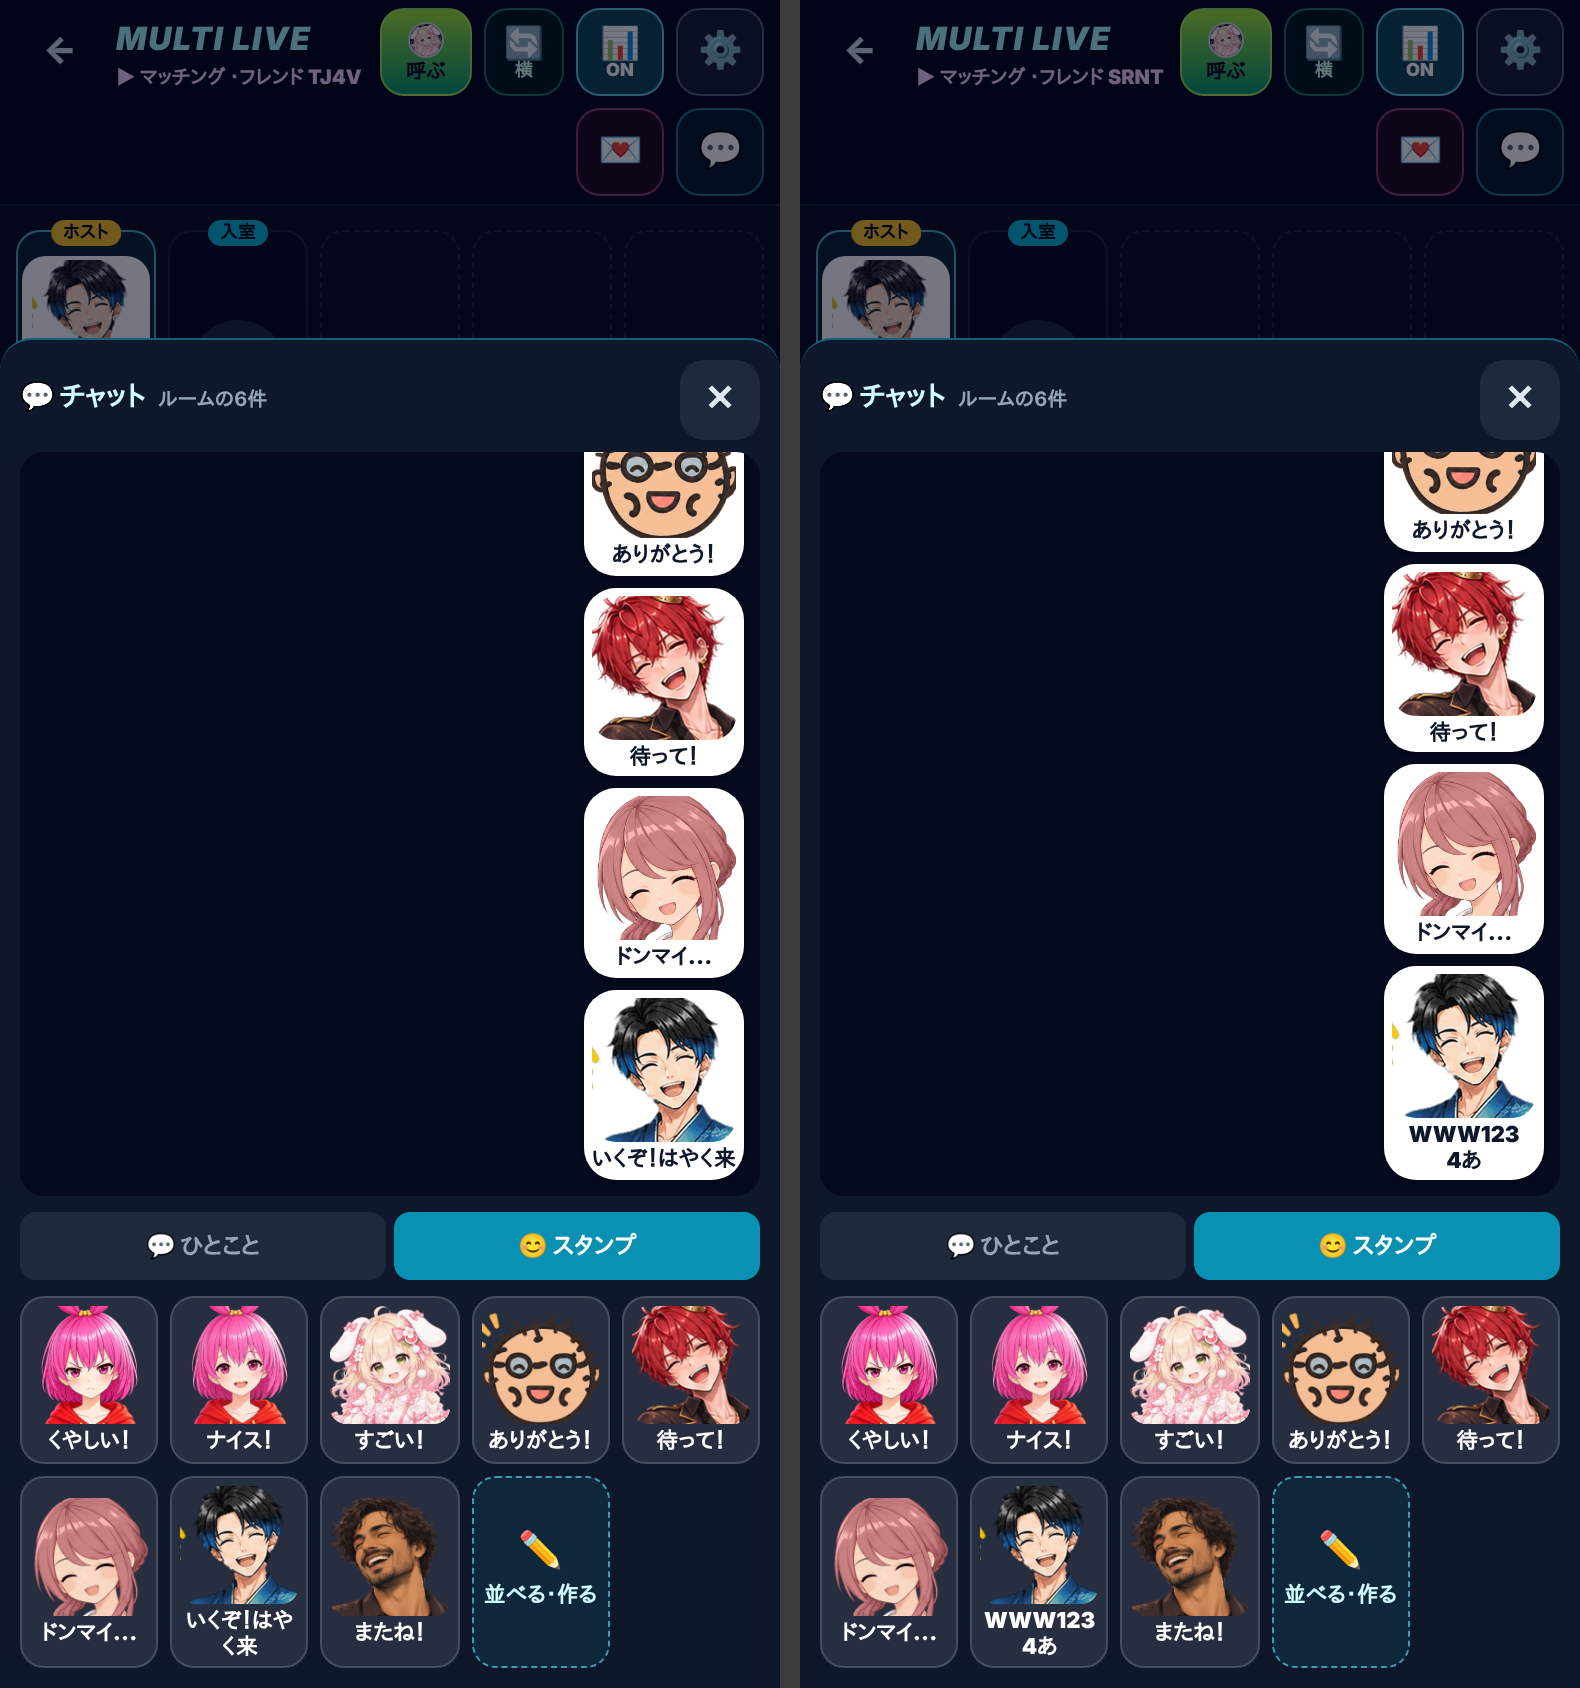 MULTI LIVE
▶ マッチング・フレンド TJ4V
呼ぶ
横
ON
ホスト
入室
チャット ルームの6件
✕
ありがとう!
待って!
ドンマイ...
いくぞ!はやく来
ひとこと
スタンプ
くやしい!
ナイス!
すごい!
ありがとう!
待って!
ドンマイ...
いくぞ!はや
く来
またね!
並べる・作る
MULTI LIVE
▶ マッチング・フレンド SRNT
呼ぶ
横
ON
ホスト
入室
チャット ルームの6件
✕
ありがとう!
待って!
ドンマイ...
WWW123
4あ
ひとこと
スタンプ
くやしい!
ナイス!
すごい!
ありがとう!
待って!
ドンマイ...
WWW123
4あ
またね!
並べる・作る